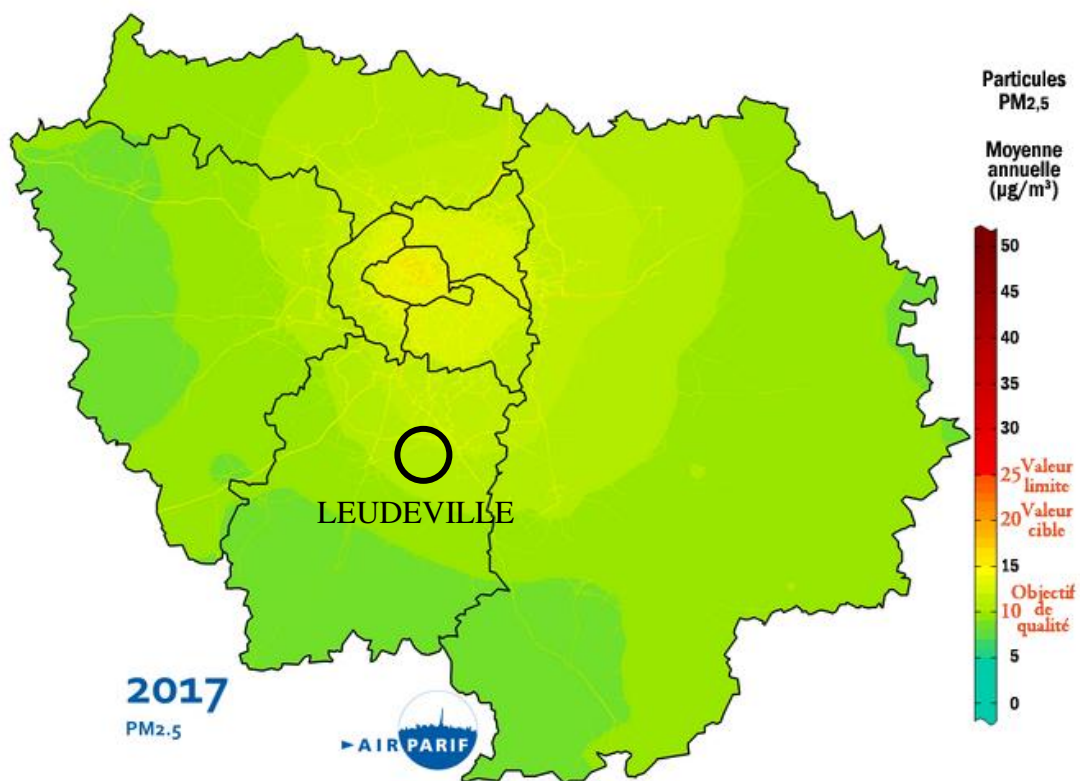 Particules
PM2,5
Moyenne
annuelle
(µg/m³)
50
45
40
35
30
25 Valeur
limite
20 Valeur
cible
15
Objectif
10 de
qualité
5
0
LEUDEVILLE
2017
PM2.5
AIRPARIF